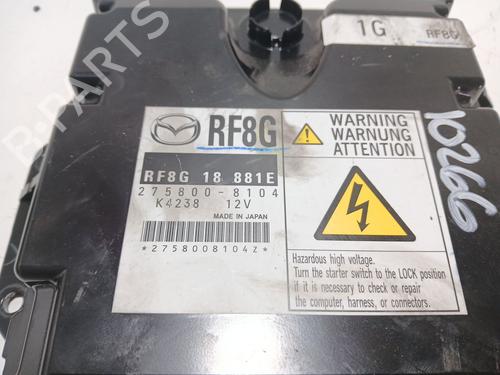 1G
RF8G
RF8G
RF8G 18 881E
275800-8104
K4238 12V
MADE IN JAPAN
*2758008104Z*
WARNING
WARNUNG
ATTENTION
Hazardous high voltage.
Turn the starter switch to the LOCK position
if it is necessary to check or repair
the computer, harness, or connectors.
10266
B-PARTS